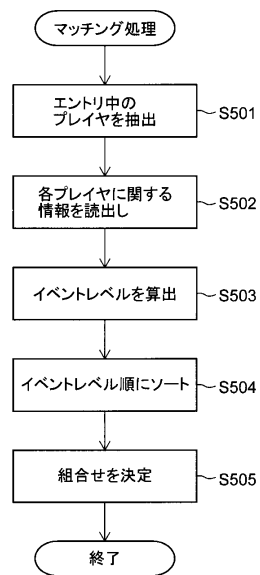 マッチング処理
エントリ中の
プレイヤを抽出
S501
各プレイヤに関する
情報を読出し
S502
イベントレベルを算出
S503
イベントレベル順にソート
S504
組合せを決定
S505
終了